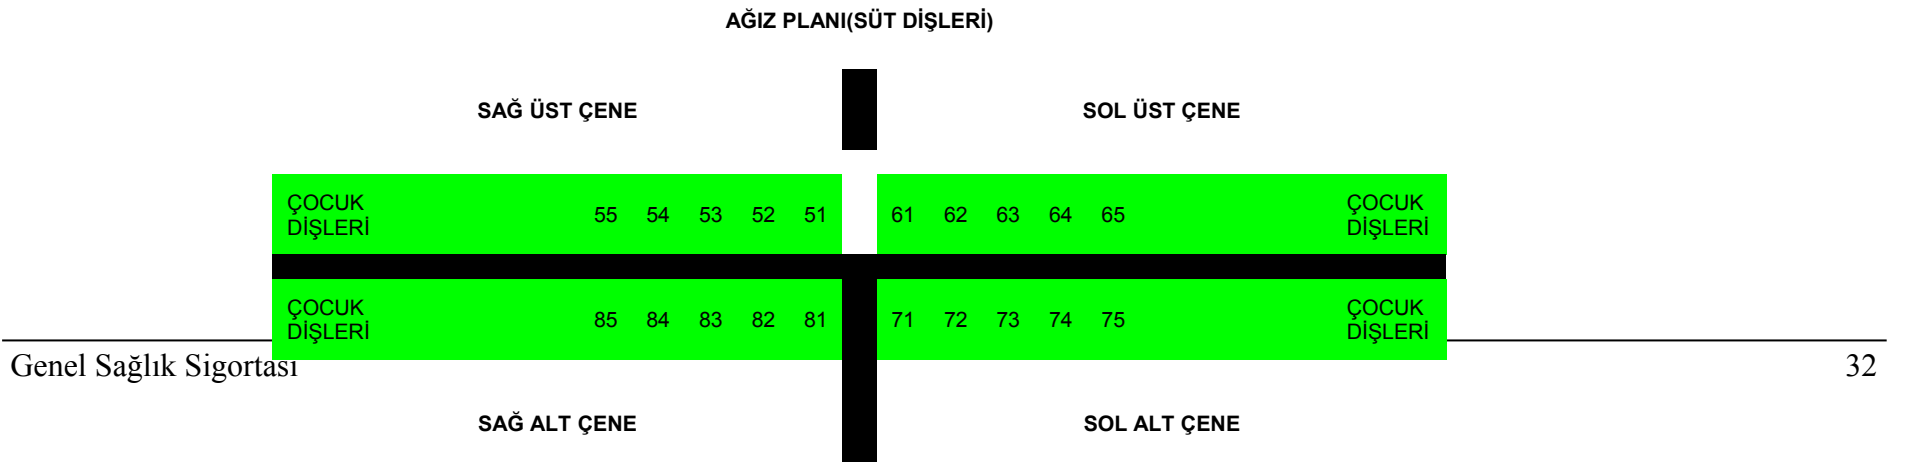 AĞIZ PLANI(SÜT DİŞLERİ)
SAĞ ÜST ÇENE SOL ÜST ÇENE
ÇOCUK DİŞLERİ 55 54 53 52 51 61 62 63 64 65 ÇOCUK DİŞLERİ
ÇOCUK DİŞLERİ 85 84 83 82 81 71 72 73 74 75 ÇOCUK DİŞLERİ
Genel Sağlık Sigortası 32
SAĞ ALT ÇENE SOL ALT ÇENE